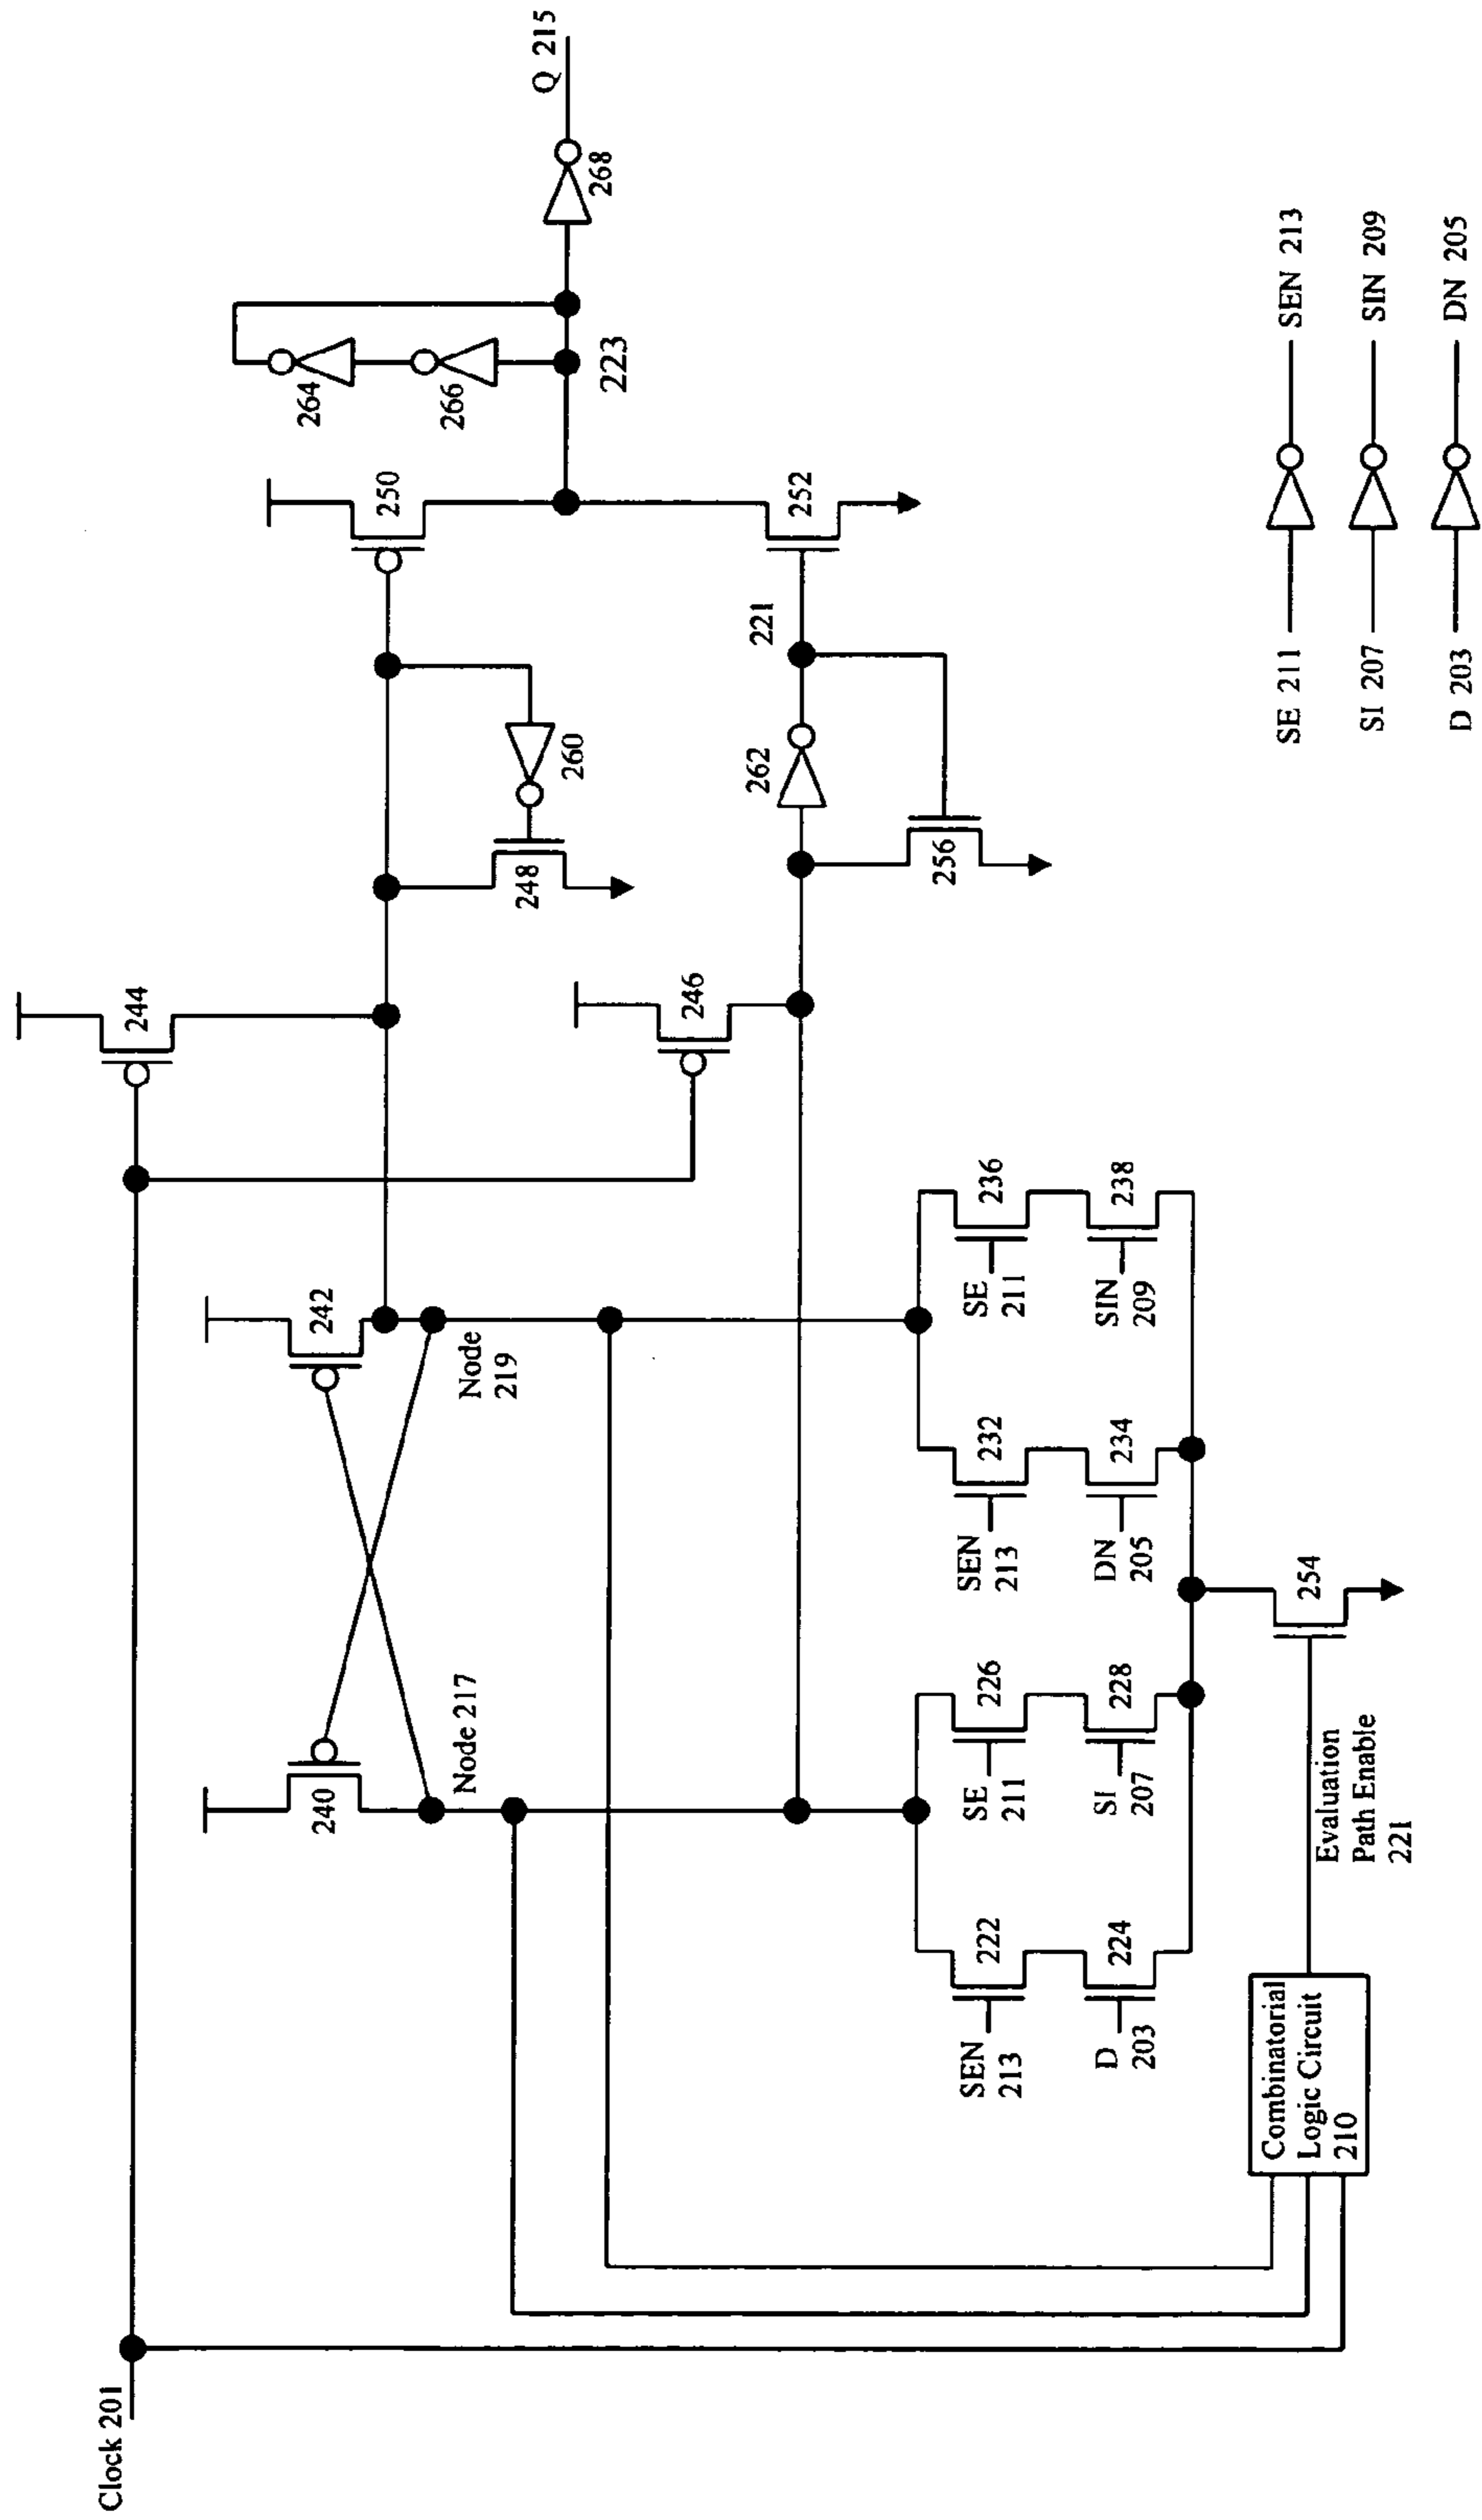 Clock 201
244
242
240
Node
219
Node 217
246
248
260
250
264
266
223
268
Q 215
262
221
252
256
SEN
213
222
D
203
224
SE
211
226
SI
207
228
SEN
213
232
DN
205
234
SE
211
236
SIN
209
238
254
Evaluation
Path Enable
221
Combinatorial
Logic Circuit
210
SE 211
SEN 213
SI 207
SIN 209
D 203
DN 205